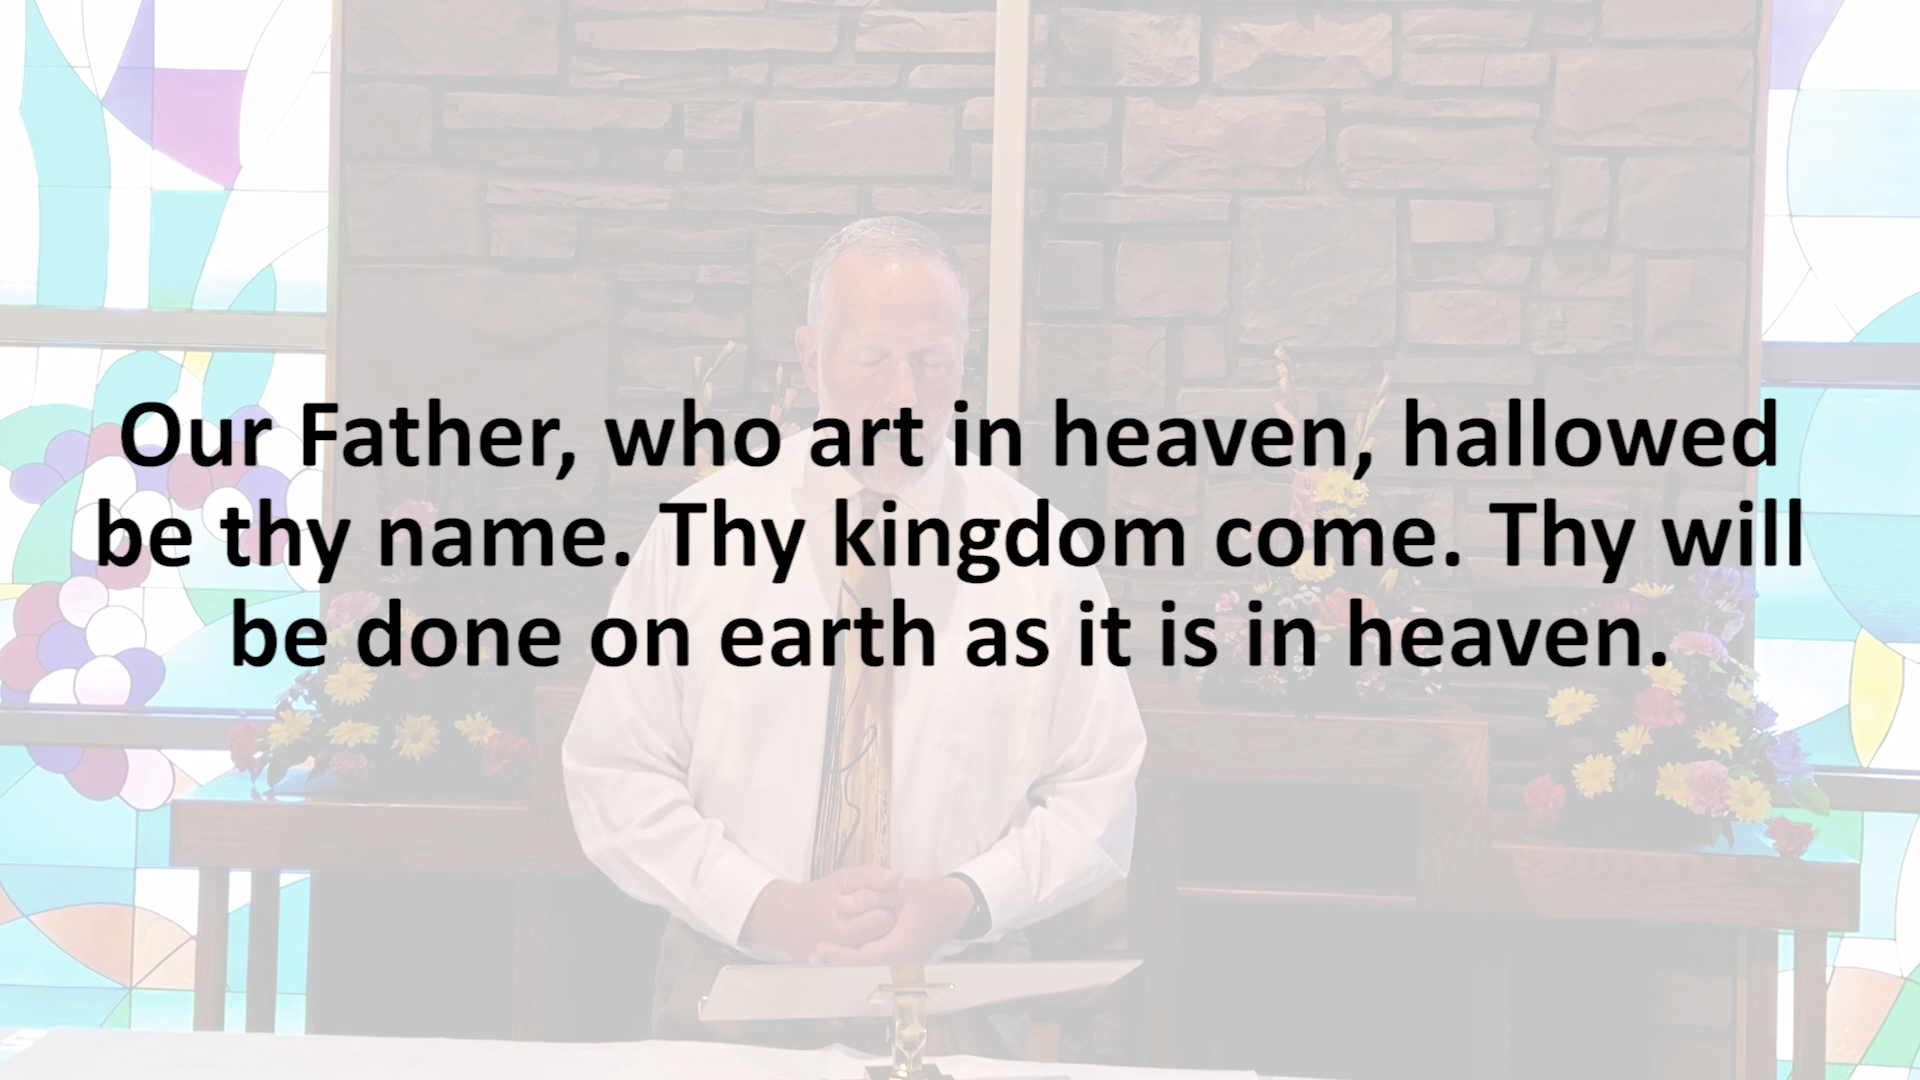 Our Father, who art in heaven, hallowed
be thy name. Thy kingdom come. Thy will
be done on earth as it is in heaven.